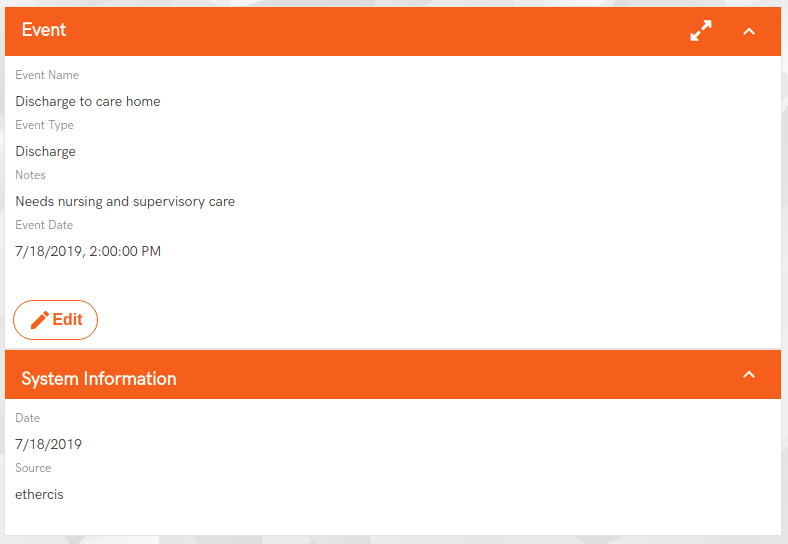 Event
Event Name
Discharge to care home
Event Type
Discharge
Notes
Needs nursing and supervisory care
Event Date
7/18/2019, 2:00:00 PM
Edit
System Information
Date
7/18/2019
Source
ethercis